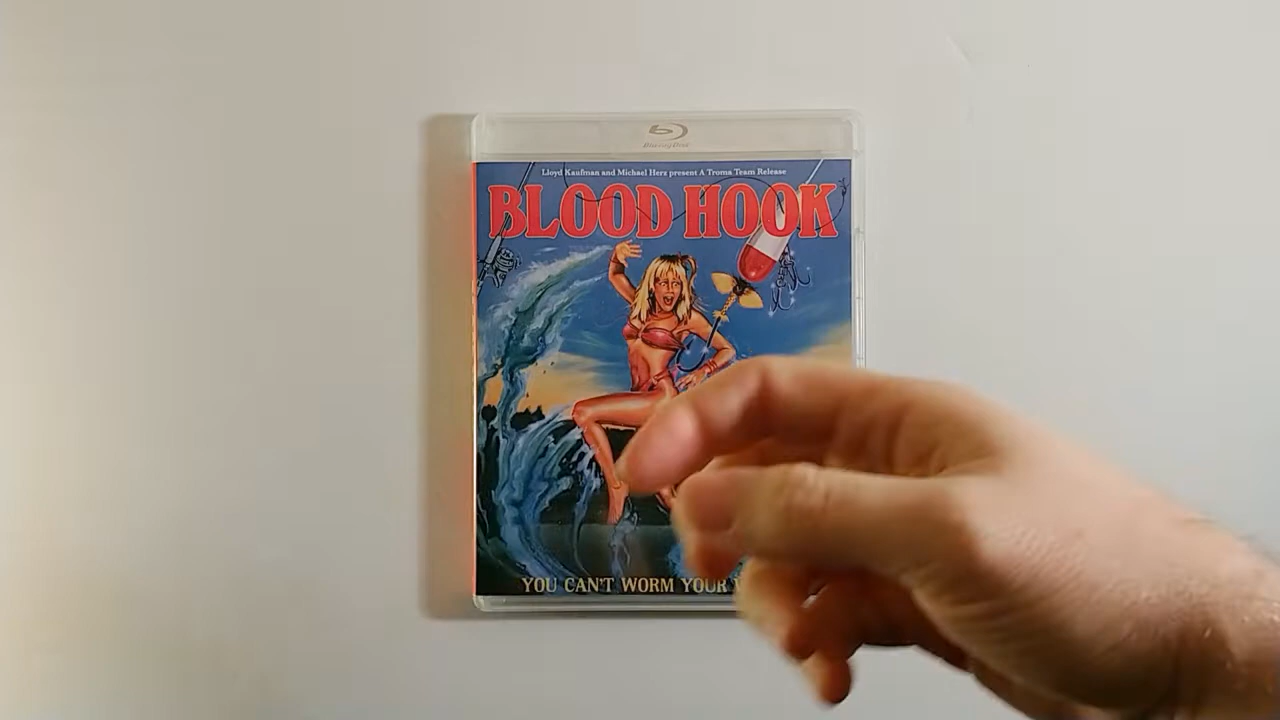 Blu-ray Disc
Lloyd Kaufman and Michael Herz present A Troma Team Release
BLOOD HOOK
YOU CAN'T WORM YOUR